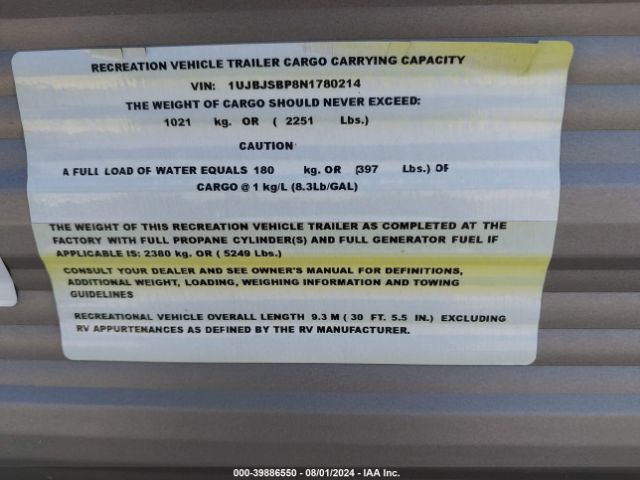 RECREATION VEHICLE TRAILER CARGO CARRYING CAPACITY
VIN: 1UJBJSBP8N1780214
THE WEIGHT OF CARGO SHOULD NEVER EXCEED:
1021 kg. OR ( 2251 Lbs.)
CAUTION
A FULL LOAD OF WATER EQUALS 180 kg. OR (397 Lbs.) OF
CARGO @ 1 kg/L (8.3Lb/GAL)
THE WEIGHT OF THIS RECREATION VEHICLE TRAILER AS COMPLETED AT THE
FACTORY WITH FULL PROPANE CYLINDER(S) AND FULL GENERATOR FUEL IF
APPLICABLE IS: 2380 kg. OR ( 5249 Lbs.)
CONSULT YOUR DEALER AND SEE OWNER'S MANUAL FOR DEFINITIONS,
ADDITIONAL WEIGHT, LOADING, WEIGHING INFORMATION AND TOWING
GUIDELINES
RECREATIONAL VEHICLE OVERALL LENGTH 9.3 M ( 30 FT. 5.5 IN.) EXCLUDING
RV APPURTENANCES AS DEFINED BY THE RV MANUFACTURER.
000-39886550 - 08/01/2024 - IAA Inc.